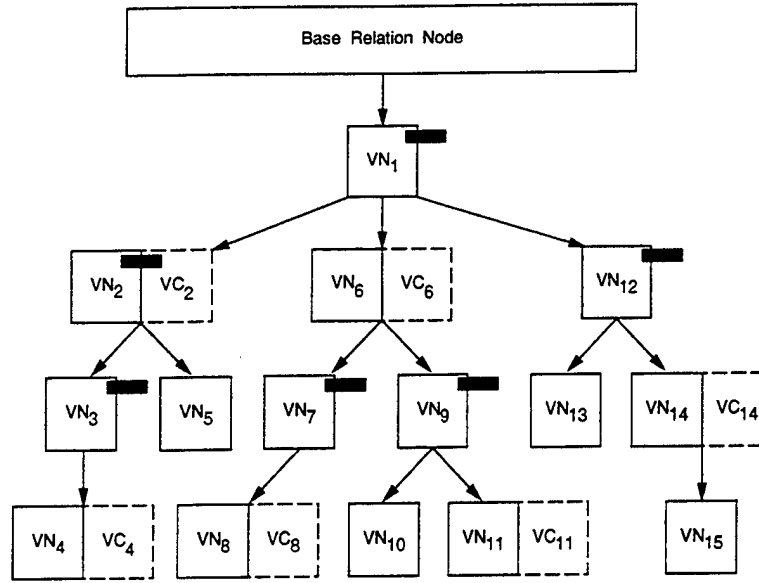 Base Relation Node
VN1
VN2 VC2
VN6 VC6
VN12
VN3
VN5
VN7
VN9
VN13
VN14 VC14
VN4 VC4
VN8 VC8
VN10
VN11 VC11
VN15